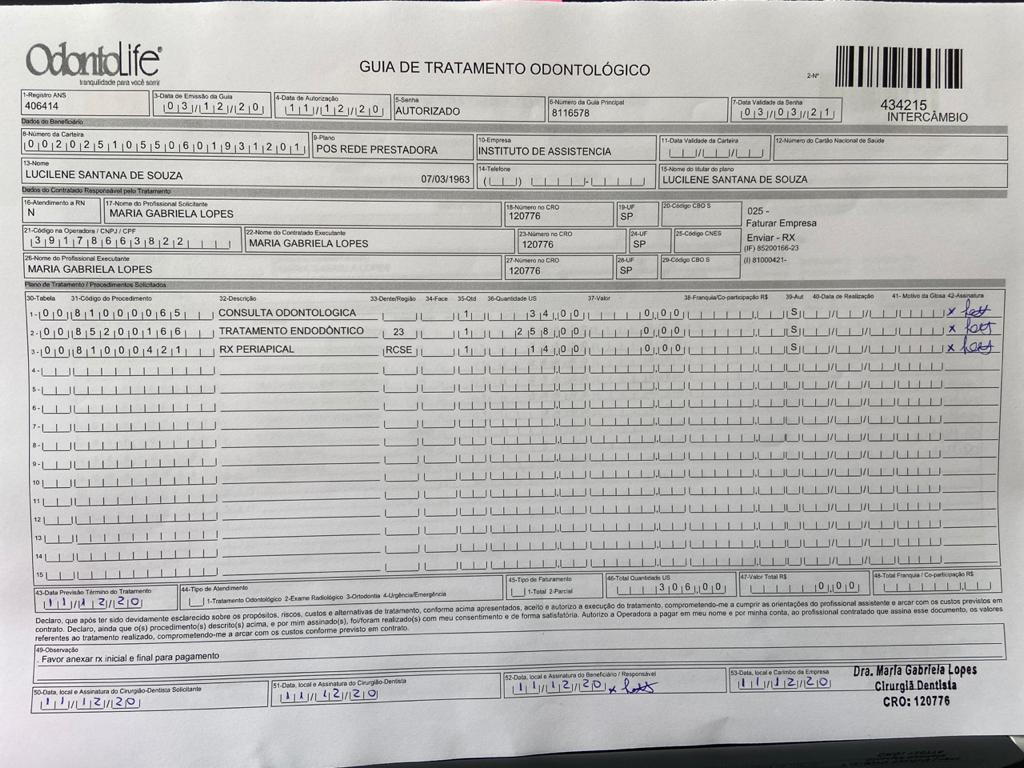 OdontoLife®
tranquilidade para você sorrir
GUIA DE TRATAMENTO ODONTOLÓGICO
2-Nº
434215
INTERCÂMBIO
1-Registro ANS 3-Data de Emissão da Guia 4-Data de Autorização 5-Senha 6-Número da Guia Principal 7-Data Validade da Senha
406414 03/12/20 11/12/20 AUTORIZADO 8116578 03/03/21
Dados do Beneficiário
8-Número da Carteira 9-Plano 10-Empresa 11-Data Validade da Carteira 12-Número do Cartão Nacional de Saúde
00202510550601931201 POS REDE PRESTADORA INSTITUTO DE ASSISTENCIA
13-Nome 14-Telefone 15-Nome do titular do plano
LUCILENE SANTANA DE SOUZA 07/03/1963 LUCILENE SANTANA DE SOUZA
Dados do Contratado Responsável pelo Tratamento
16-Atendimento a RN 17-Nome do Profissional Solicitante 18-Número no CRO 19-UF 20-Código CBO S
N MARIA GABRIELA LOPES 120776 SP
025 -
Faturar Empresa
Enviar - RX
(IF) 85200166-23
(I) 81000421-
21-Código na Operadora / CNPJ / CPF 22-Nome do Contratado Executante 23-Número no CRO 24-UF 25-Código CNES
39178663822 MARIA GABRIELA LOPES 120776 SP
26-Nome do Profissional Executante 27-Número no CRO 28-UF 29-Código CBO S
MARIA GABRIELA LOPES 120776 SP
Plano de Tratamento / Procedimentos Solicitados
30-Tabela 31-Código do Procedimento 32-Descrição 33-Dente/Região 34-Face 35-Qtd 36-Quantidade US 37-Valor 38-Franquia/Co-participação R$ 39-Aut 40-Data de Realização 41- Motivo da Glosa 42-Assinatura
1- 00 81000065 CONSULTA ODONTOLOGICA 1 34,00 0,00 S x
2- 00 85200166 TRATAMENTO ENDODÔNTICO 23 1 258,00 0,00 S x
3- 00 81000421 RX PERIAPICAL RCSE 1 14,00 0,00 S x
4-
5-
6-
7-
8-
9-
10
11
12
13
14
15
43-Data Previsão Término do Tratamento 44-Tipo de Atendimento 45-Tipo de Faturamento 46-Total Quantidade US 47-Valor Total R$ 48-Total Franquia / Co-participação R$
11/12/20 1-Tratamento Odontológico 2-Exame Radiológico 3-Ortodontia 4-Urgência/Emergência 1-Total 2-Parcial 306,00 0,00
Declaro, que após ter sido devidamente esclarecido sobre os propósitos, riscos, custos e alternativas de tratamento, conforme acima apresentados, aceito e autorizo a execução do tratamento, comprometendo-me a cumprir as orientações do profissional assistente e arcar com os custos previstos em
contrato. Declaro, ainda que o(s) procedimento(s) descrito(s) acima, e por mim assinado(s), foi/foram realizado(s) com meu consentimento e de forma satisfatória. Autorizo a Operadora a pagar em meu nome e por minha conta, ao profissional contratado que assina esse documento, os valores
referentes ao tratamento realizado, comprometendo-me a arcar com os custos conforme previsto em contrato.
49-Observação
. Favor anexar rx inicial e final para pagamento
50-Data, local e Assinatura do Cirurgião-Dentista Solicitante 51-Data, local e Assinatura do Cirurgião-Dentista 52-Data, local e Assinatura do Beneficiário / Responsável 53-Data, local e Carimbo da Empresa
11/12/20 11/12/20 11/12/20 x 11/12/20
Dra. Maria Gabriela Lopes
Cirurgiã Dentista
CRO: 120776